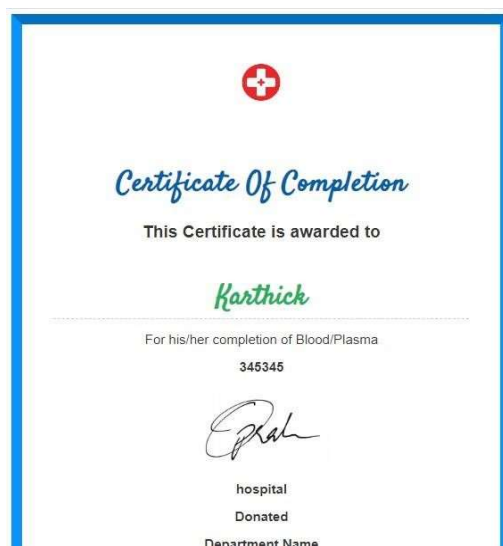 Certificate Of Completion
This Certificate is awarded to
Karthick
For his/her completion of Blood/Plasma
345345
hospital
Donated
Department Name